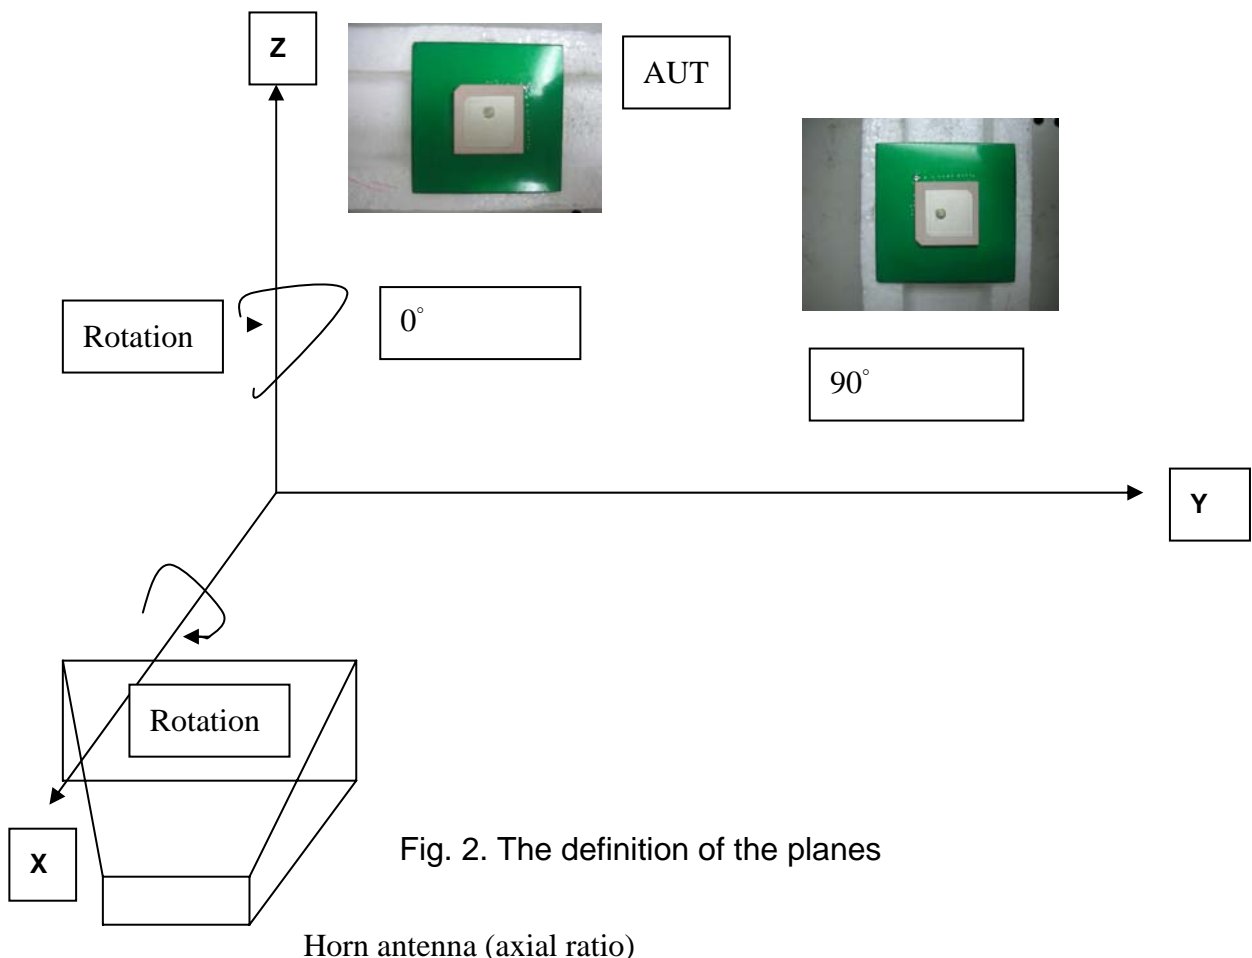 Z
AUT
Rotation
0°
90°
Y
Rotation
X
Fig. 2. The definition of the planes
Horn antenna (axial ratio)